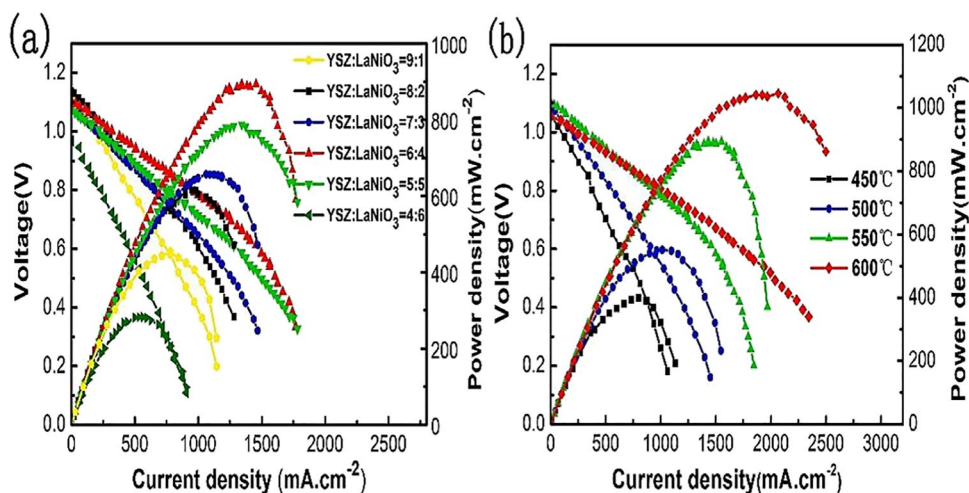 (a)
Voltage(V)
1.2
1.0
0.8
0.6
0.4
0.2
0.0
0 500 1000 1500 2000 2500
Current density (mA.cm-2)
1000
800
600
400
200
0
Power density(mW.cm-2)
YSZ:LaNiO3=9:1
YSZ:LaNiO3=8:2
YSZ:LaNiO3=7:3
YSZ:LaNiO3=6:4
YSZ:LaNiO3=5:5
YSZ:LaNiO3=4:6
(b)
Voltage(V)
1.2
1.0
0.8
0.6
0.4
0.2
0.0
0 500 1000 1500 2000 2500 3000
Current density(mA.cm-2)
1200
1000
800
600
400
200
0
Power density(mW.cm-2)
450℃
500℃
550℃
600℃